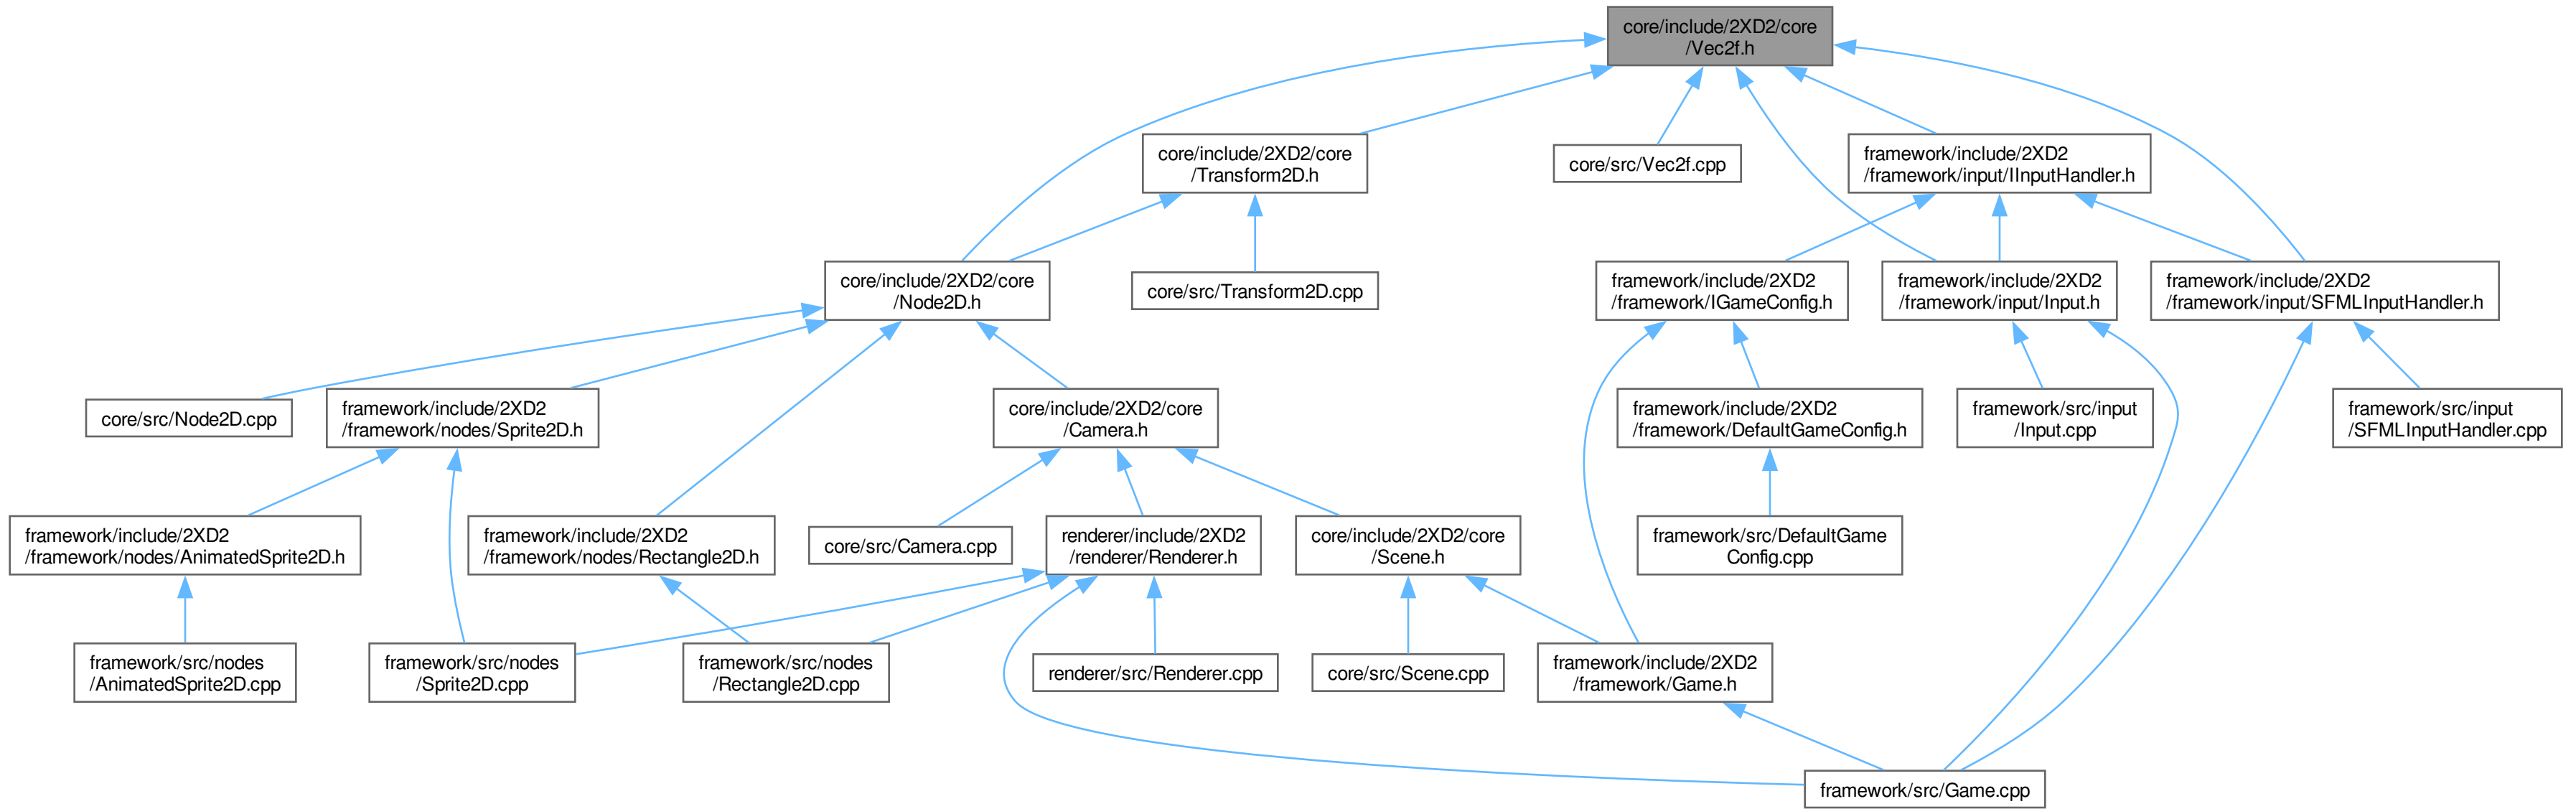 core/include/2XD2/core
/Vec2f.h
core/include/2XD2/core
/Transform2D.h
core/src/Vec2f.cpp
framework/include/2XD2
/framework/input/IInputHandler.h
core/include/2XD2/core
/Node2D.h
core/src/Transform2D.cpp
framework/include/2XD2
/framework/IGameConfig.h
framework/include/2XD2
/framework/input/Input.h
framework/include/2XD2
/framework/input/SFMLInputHandler.h
core/src/Node2D.cpp
framework/include/2XD2
/framework/nodes/Sprite2D.h
core/include/2XD2/core
/Camera.h
framework/include/2XD2
/framework/DefaultGameConfig.h
framework/src/input
/Input.cpp
framework/src/input
/SFMLInputHandler.cpp
framework/include/2XD2
/framework/nodes/AnimatedSprite2D.h
framework/include/2XD2
/framework/nodes/Rectangle2D.h
core/src/Camera.cpp
renderer/include/2XD2
/renderer/Renderer.h
core/include/2XD2/core
/Scene.h
framework/src/DefaultGame
Config.cpp
framework/src/nodes
/AnimatedSprite2D.cpp
framework/src/nodes
/Sprite2D.cpp
framework/src/nodes
/Rectangle2D.cpp
renderer/src/Renderer.cpp
core/src/Scene.cpp
framework/include/2XD2
/framework/Game.h
framework/src/Game.cpp